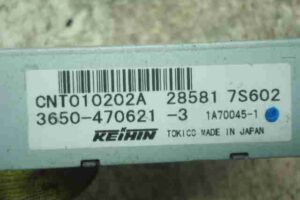 CNT010202A 28581 7S602
3650-470621 -3 1A70045-1
KEIHIN TOKICO MADE IN JAPAN